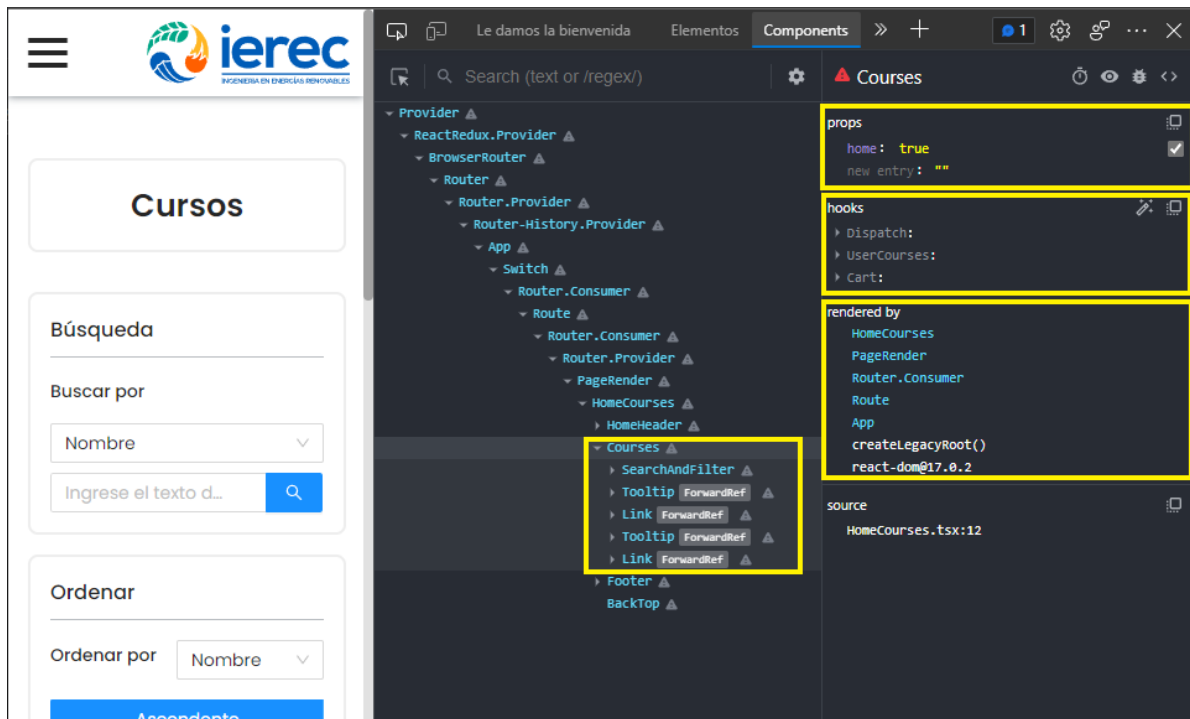 ierec
INGENIERIA EN ENERGÍAS RENOVABLES
Cursos
Búsqueda
Buscar por
Nombre
Ingrese el texto d...
Ordenar
Ordenar por
Nombre
Ascendente
Le damos la bienvenida
Elementos
Components
1
Search (text or /regex/)
Provider
ReactRedux.Provider
BrowserRouter
Router
Router.Provider
Router-History.Provider
App
Switch
Router.Consumer
Route
Router.Consumer
Router.Provider
PageRender
HomeCourses
HomeHeader
Courses
SearchAndFilter
Tooltip ForwardRef
Link ForwardRef
Tooltip ForwardRef
Link ForwardRef
Footer
BackTop
Courses
props
home: true
new entry: ""
hooks
Dispatch:
UserCourses:
Cart:
rendered by
HomeCourses
PageRender
Router.Consumer
Route
App
createLegacyRoot()
react-dom@17.0.2
source
HomeCourses.tsx:12